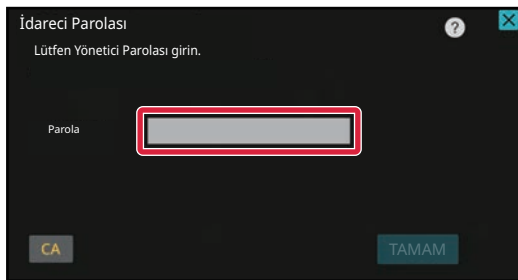 İdareci Parolası
?
Lütfen Yönetici Parolası girin.
Parola
CA
TAMAM